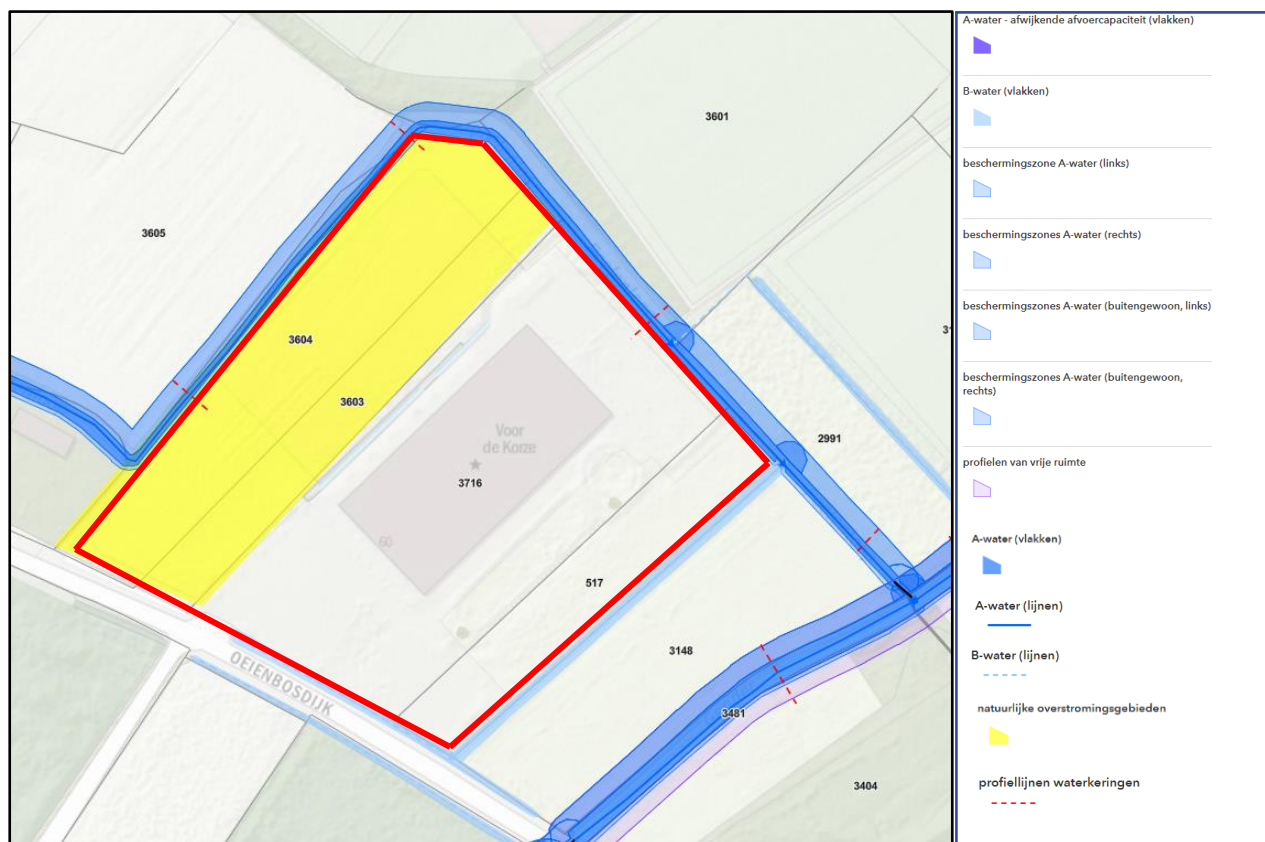 3601
3605
3604
3603
Voor
de Korze
3716
60
2991
517
3148
3481
3404
OEIENBOSDIJK
A-water - afwijkende afvoercapaciteit (vlakken)
B-water (vlakken)
beschermingzone A-water (links)
beschermingszones A-water (rechts)
beschermingszones A-water (buitengewoon, links)
beschermingszones A-water (buitengewoon,
rechts)
profielen van vrije ruimte
A-water (vlakken)
A-water (lijnen)
B-water (lijnen)
natuurlijke overstromingsgebieden
profiellijnen waterkeringen